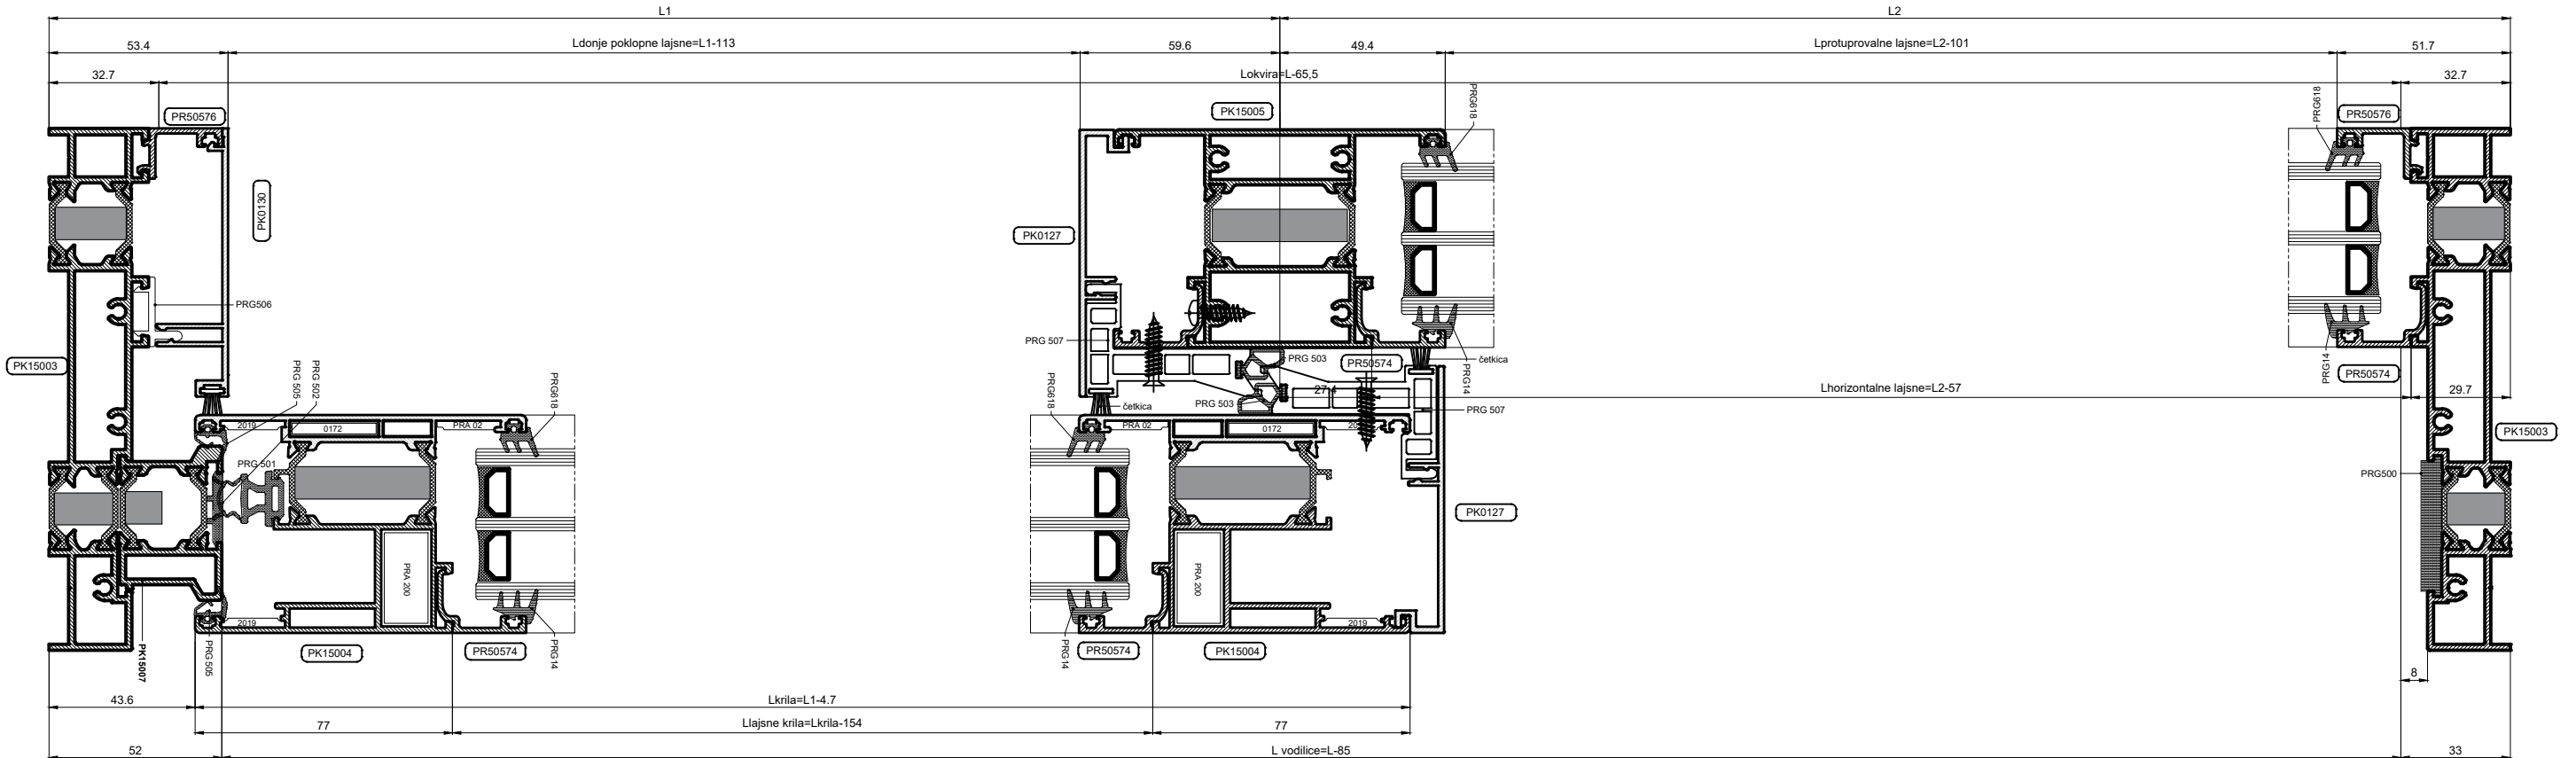 L1
L2
53.4
Ldonje poklopne lajsne=L1-113
59.6
49.4
Lprotuprovalne lajsne=L2-101
51.7
32.7
Lokvira=L-65,5
32.7
PR50576
PK15005
PRG618
PRG618
PR50576
PK0130
PK0127
PRG506
PK15003
PRG 505
PRG 502
PRG 507
PRG 503
PR50574
četkica
PRG14
PRG14
PR50574
PRG618
PRG618
četkica
PRG 503
27.4
Lhorizontalne lajsne=L2-57
29.7
PRG 507
PK15003
2019
0172
PRA 02
PRA 02
0172
PRG 501
PRG500
PK0127
PRA 200
PRA 200
2019
2019
PK15007
PRG 505
PK15004
PR50574
PRG14
PRG14
PR50574
PK15004
8
43.6
Lkrila=L1-4.7
77
Llajsne krila=Lkrila-154
77
52
L vodilice=L-85
33